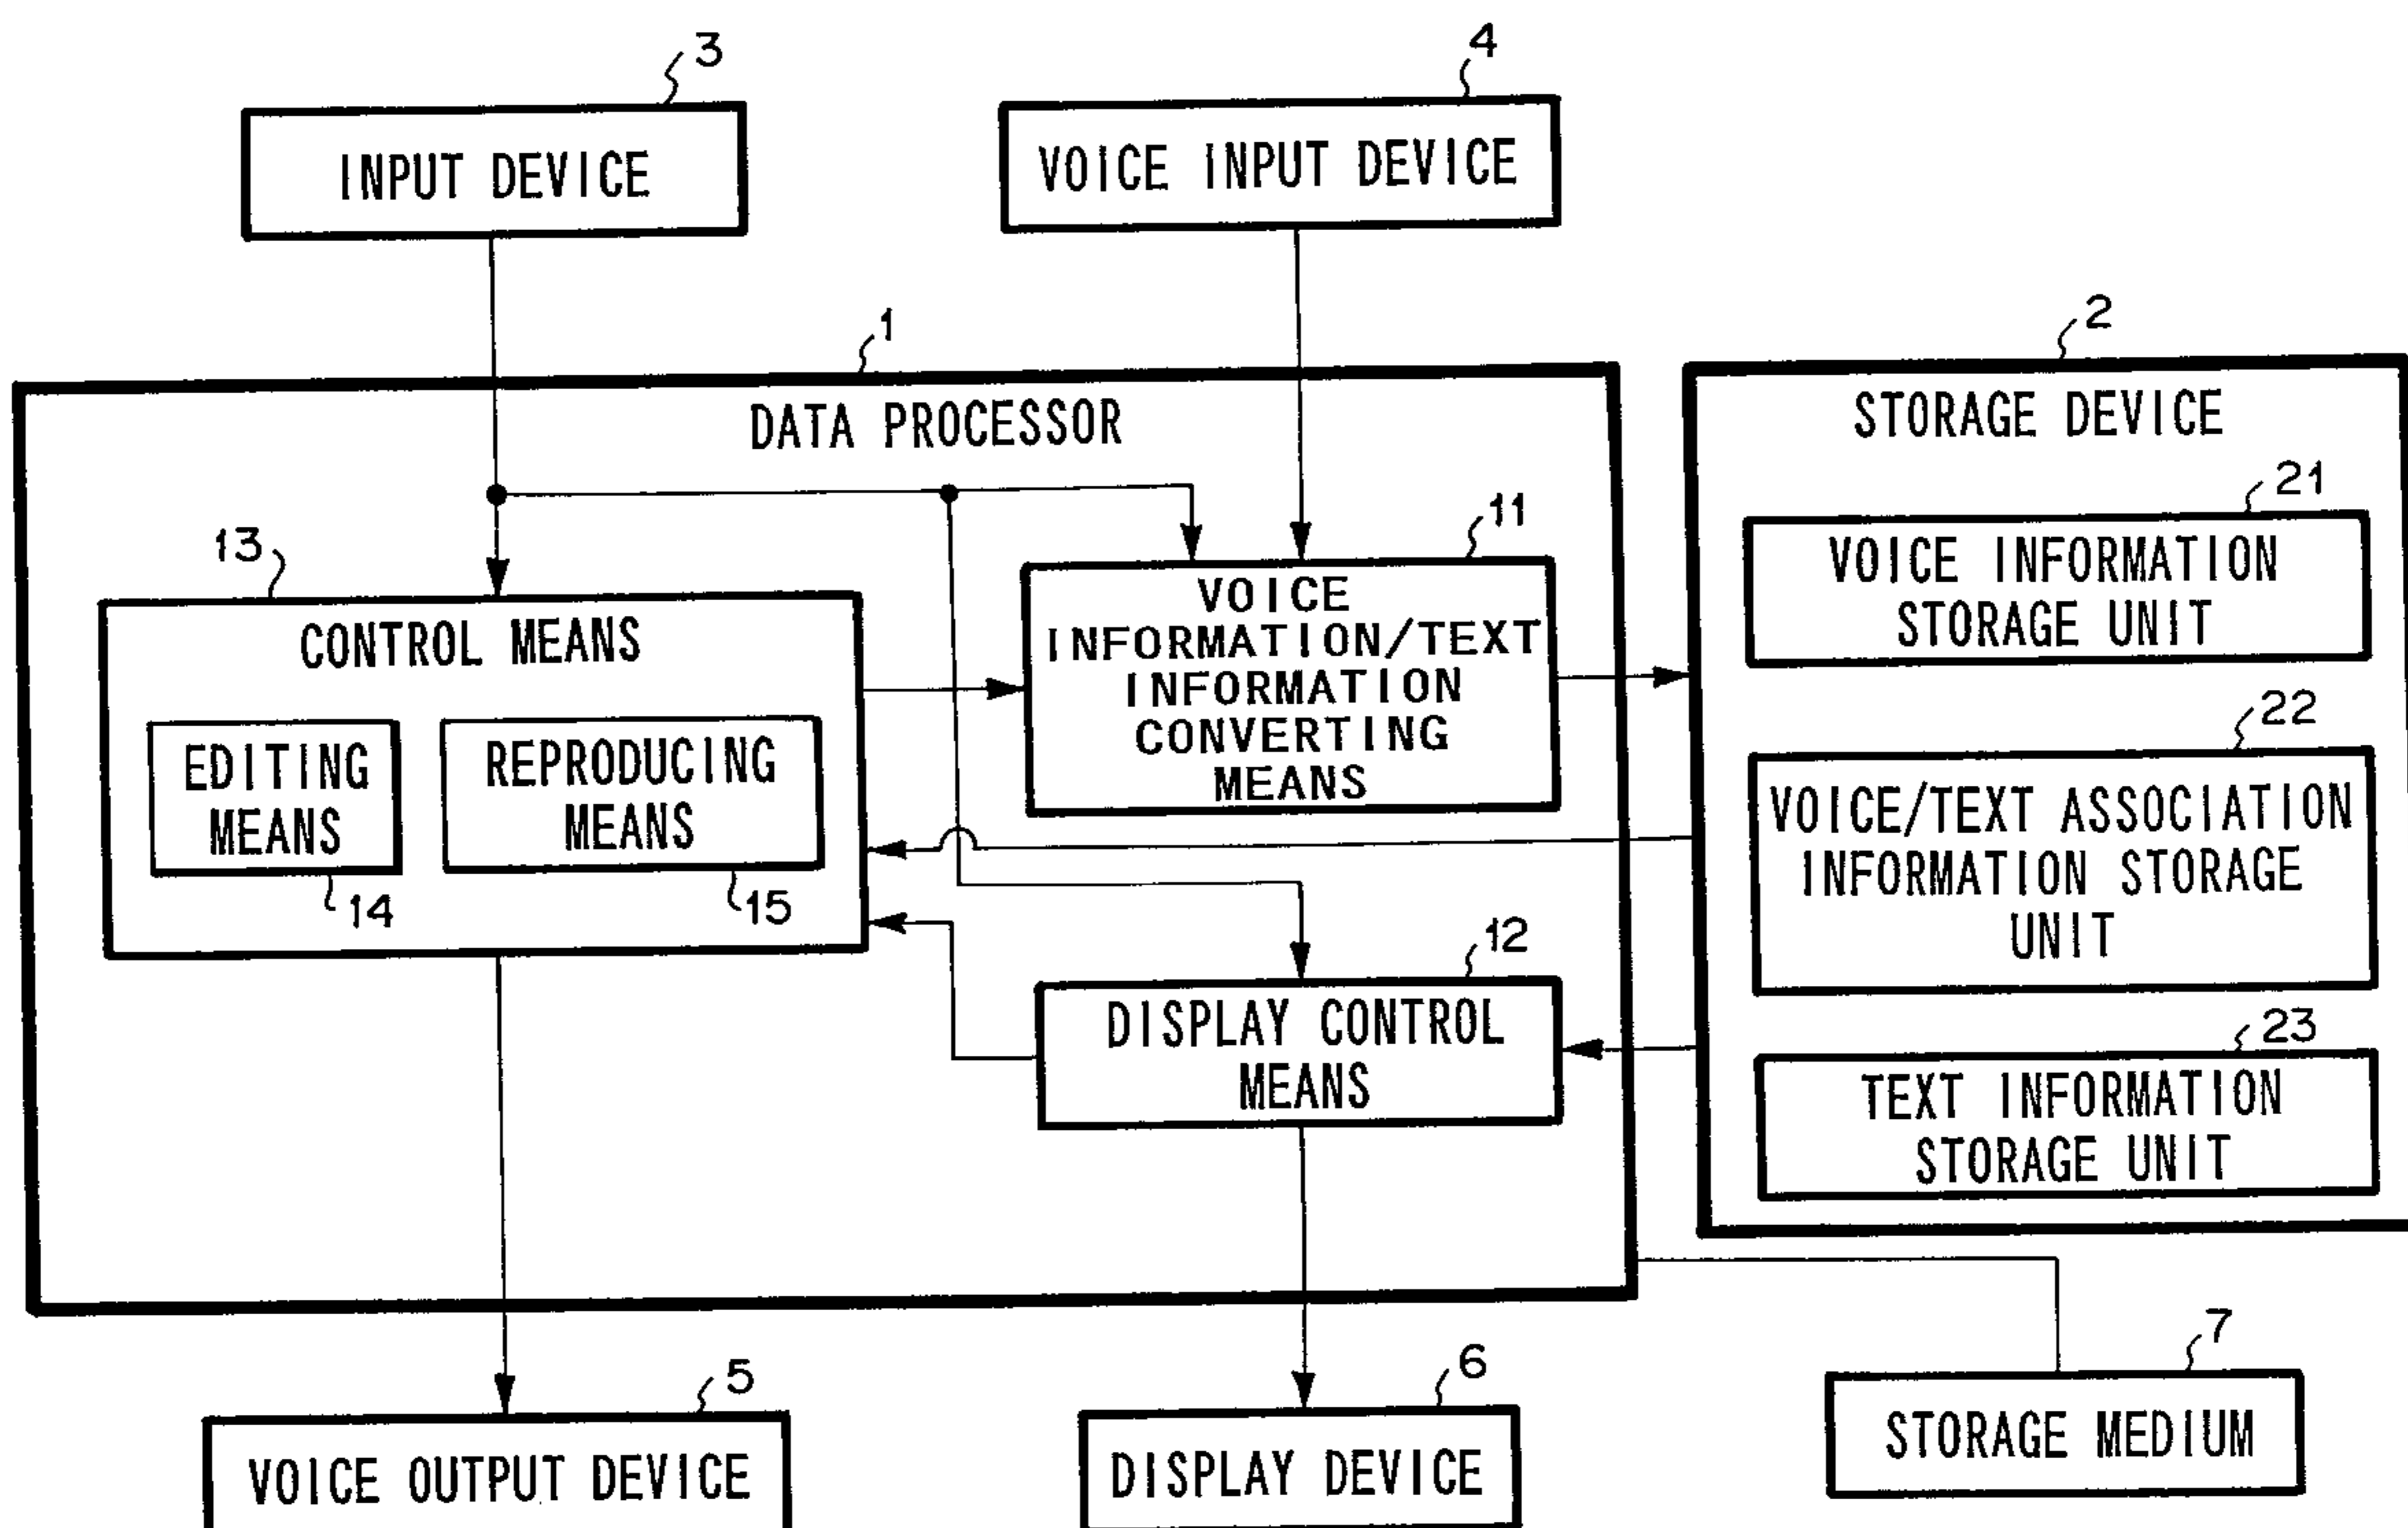 3
4
INPUT DEVICE
VOICE INPUT DEVICE
1
2
DATA PROCESSOR
STORAGE DEVICE
13
11
21
CONTROL MEANS
EDITING
MEANS
14
REPRODUCING
MEANS
15
VOICE
INFORMATION/TEXT
INFORMATION
CONVERTING
MEANS
VOICE INFORMATION
STORAGE UNIT
22
VOICE/TEXT ASSOCIATION
INFORMATION STORAGE
UNIT
12
DISPLAY CONTROL
MEANS
23
TEXT INFORMATION
STORAGE UNIT
5
6
7
VOICE OUTPUT DEVICE
DISPLAY DEVICE
STORAGE MEDIUM